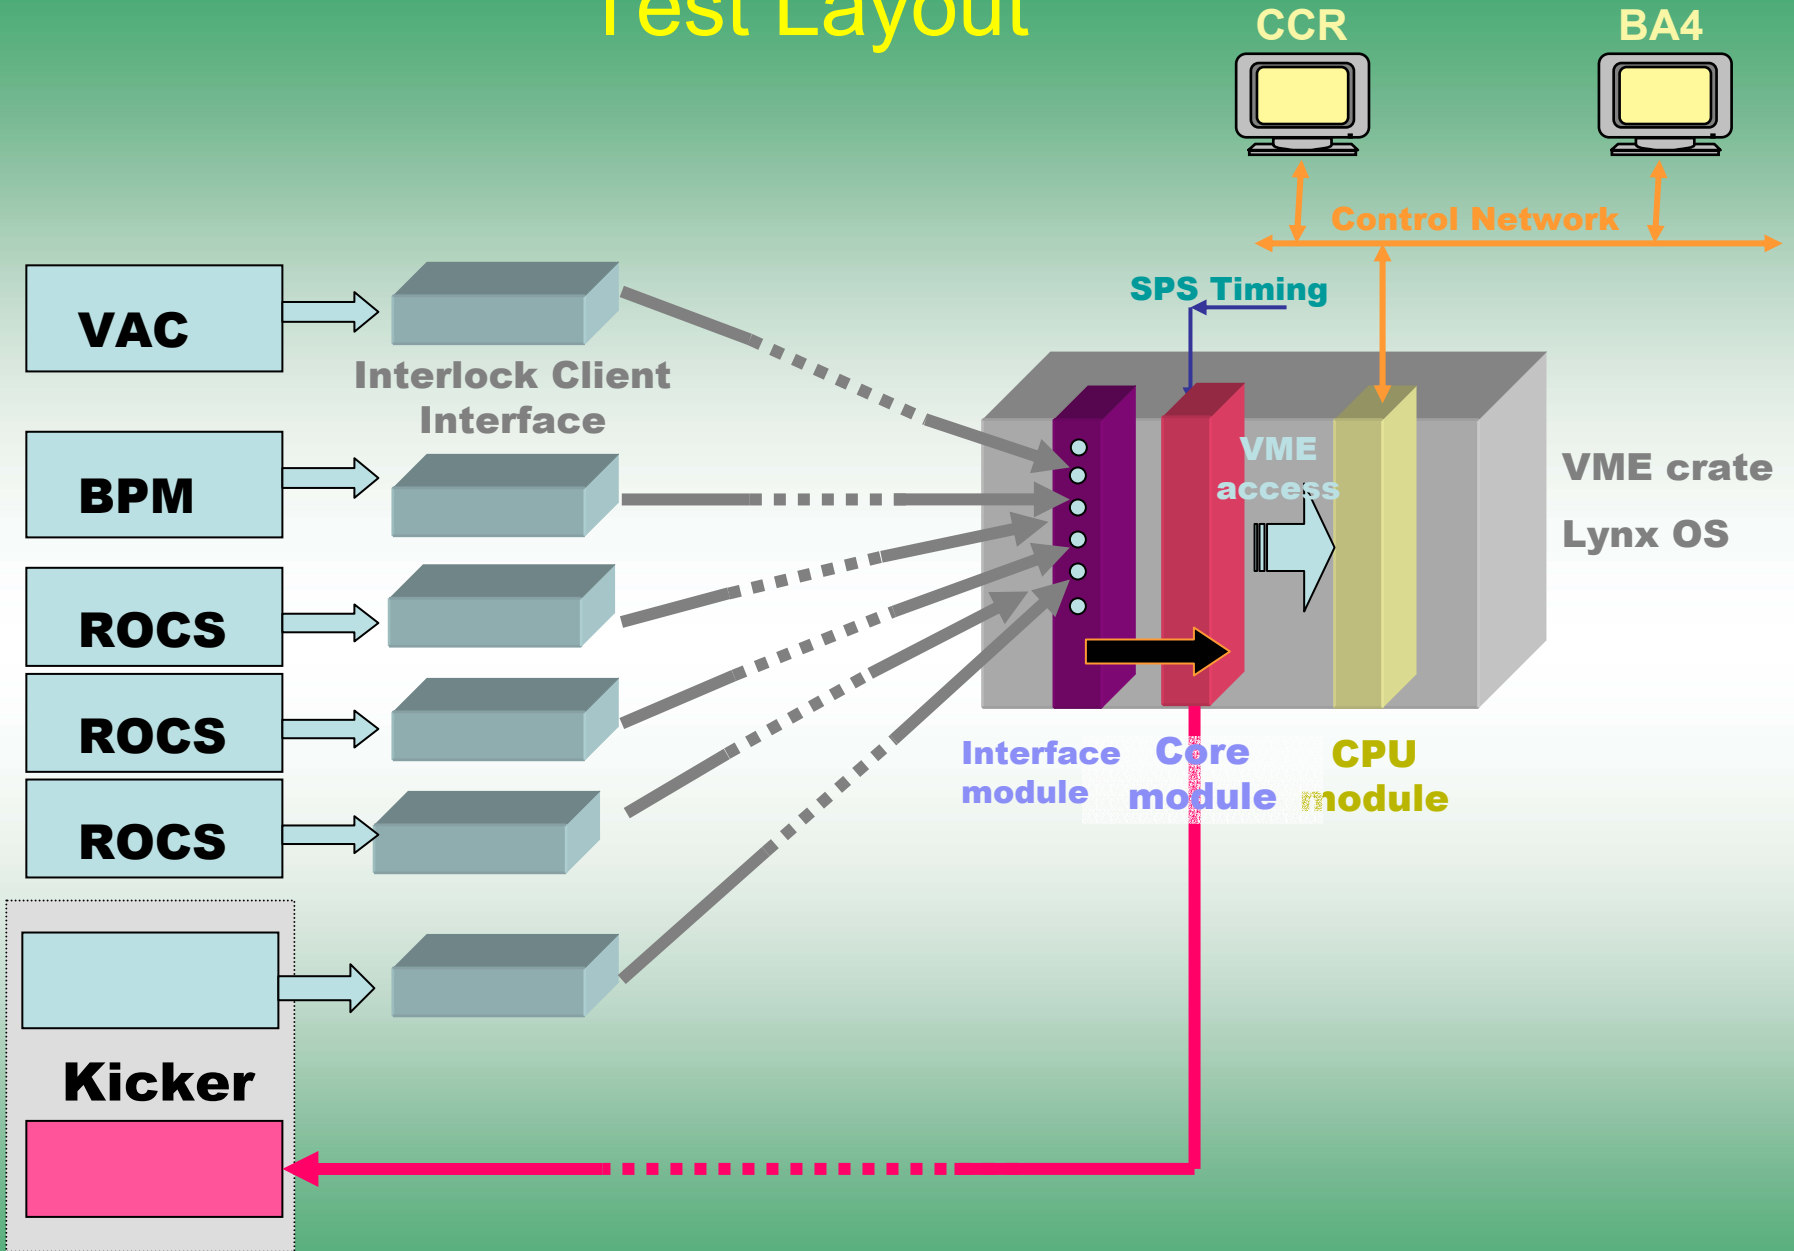 Test Layout
CCR
BA4
Control Network
SPS Timing
VAC
Interlock Client
Interface
BPM
VME
access
VME crate
Lynx OS
ROCS
ROCS
ROCS
Interface
module
Core
module
CPU
module
Kicker